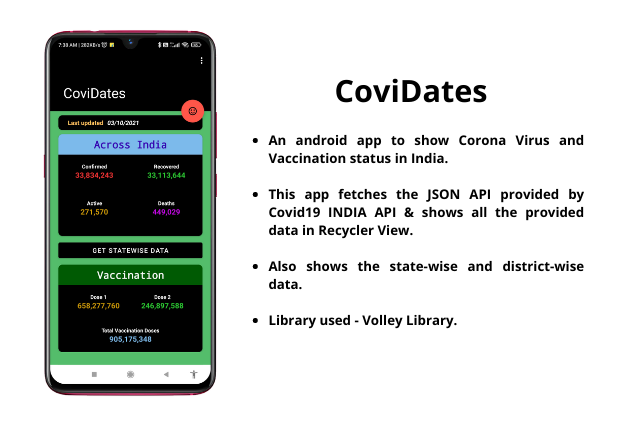 7:38 AM | 282KB/s
CoviDates
Last updated 03/10/2021
Across India
Confirmed Recovered
33,834,243 33,113,644
Active Deaths
271,570 449,029
GET STATEWISE DATA
Vaccination
Dose 1 Dose 2
658,277,760 246,897,588
Total Vaccination Doses
905,175,348
CoviDates
• An android app to show Corona Virus and
Vaccination status in India.
• This app fetches the JSON API provided by
Covid19 INDIA API & shows all the provided
data in Recycler View.
• Also shows the state-wise and district-wise
data.
• Library used - Volley Library.